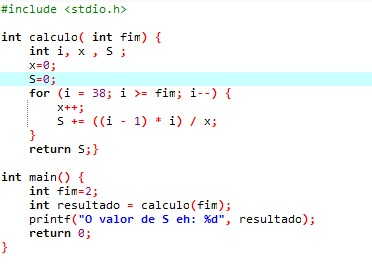 #include <stdio.h>
int calculo( int fim) {
int i, x , S ;
x=0;
S=0;
for (i = 38; i >= fim; i--) {
x++;
S += ((i - 1) * i) / x;
}
return S;}
int main() {
int fim=2;
int resultado = calculo(fim);
printf("O valor de S eh: %d", resultado);
return 0;
}